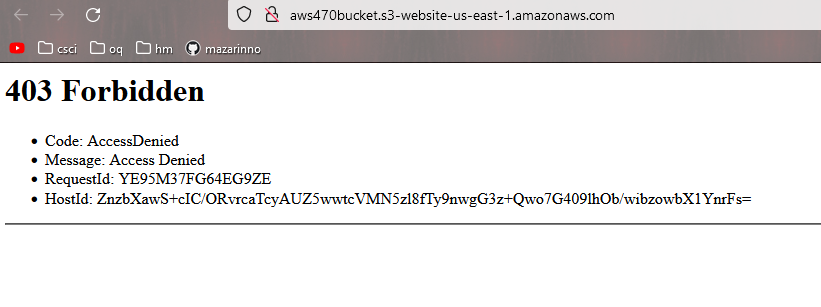 aws470bucket.s3-website-us-east-1.amazonaws.com
csci oq hm mazarinno
403 Forbidden
Code: AccessDenied
Message: Access Denied
RequestId: YE95M37FG64EG9ZE
HostId: ZnzbXawS+cIC/ORvrcaTcyAUZ5wwtcVMN5zl8fTy9nwgG3z+Qwo7G409lhOb/wibzowbX1YnrFs=